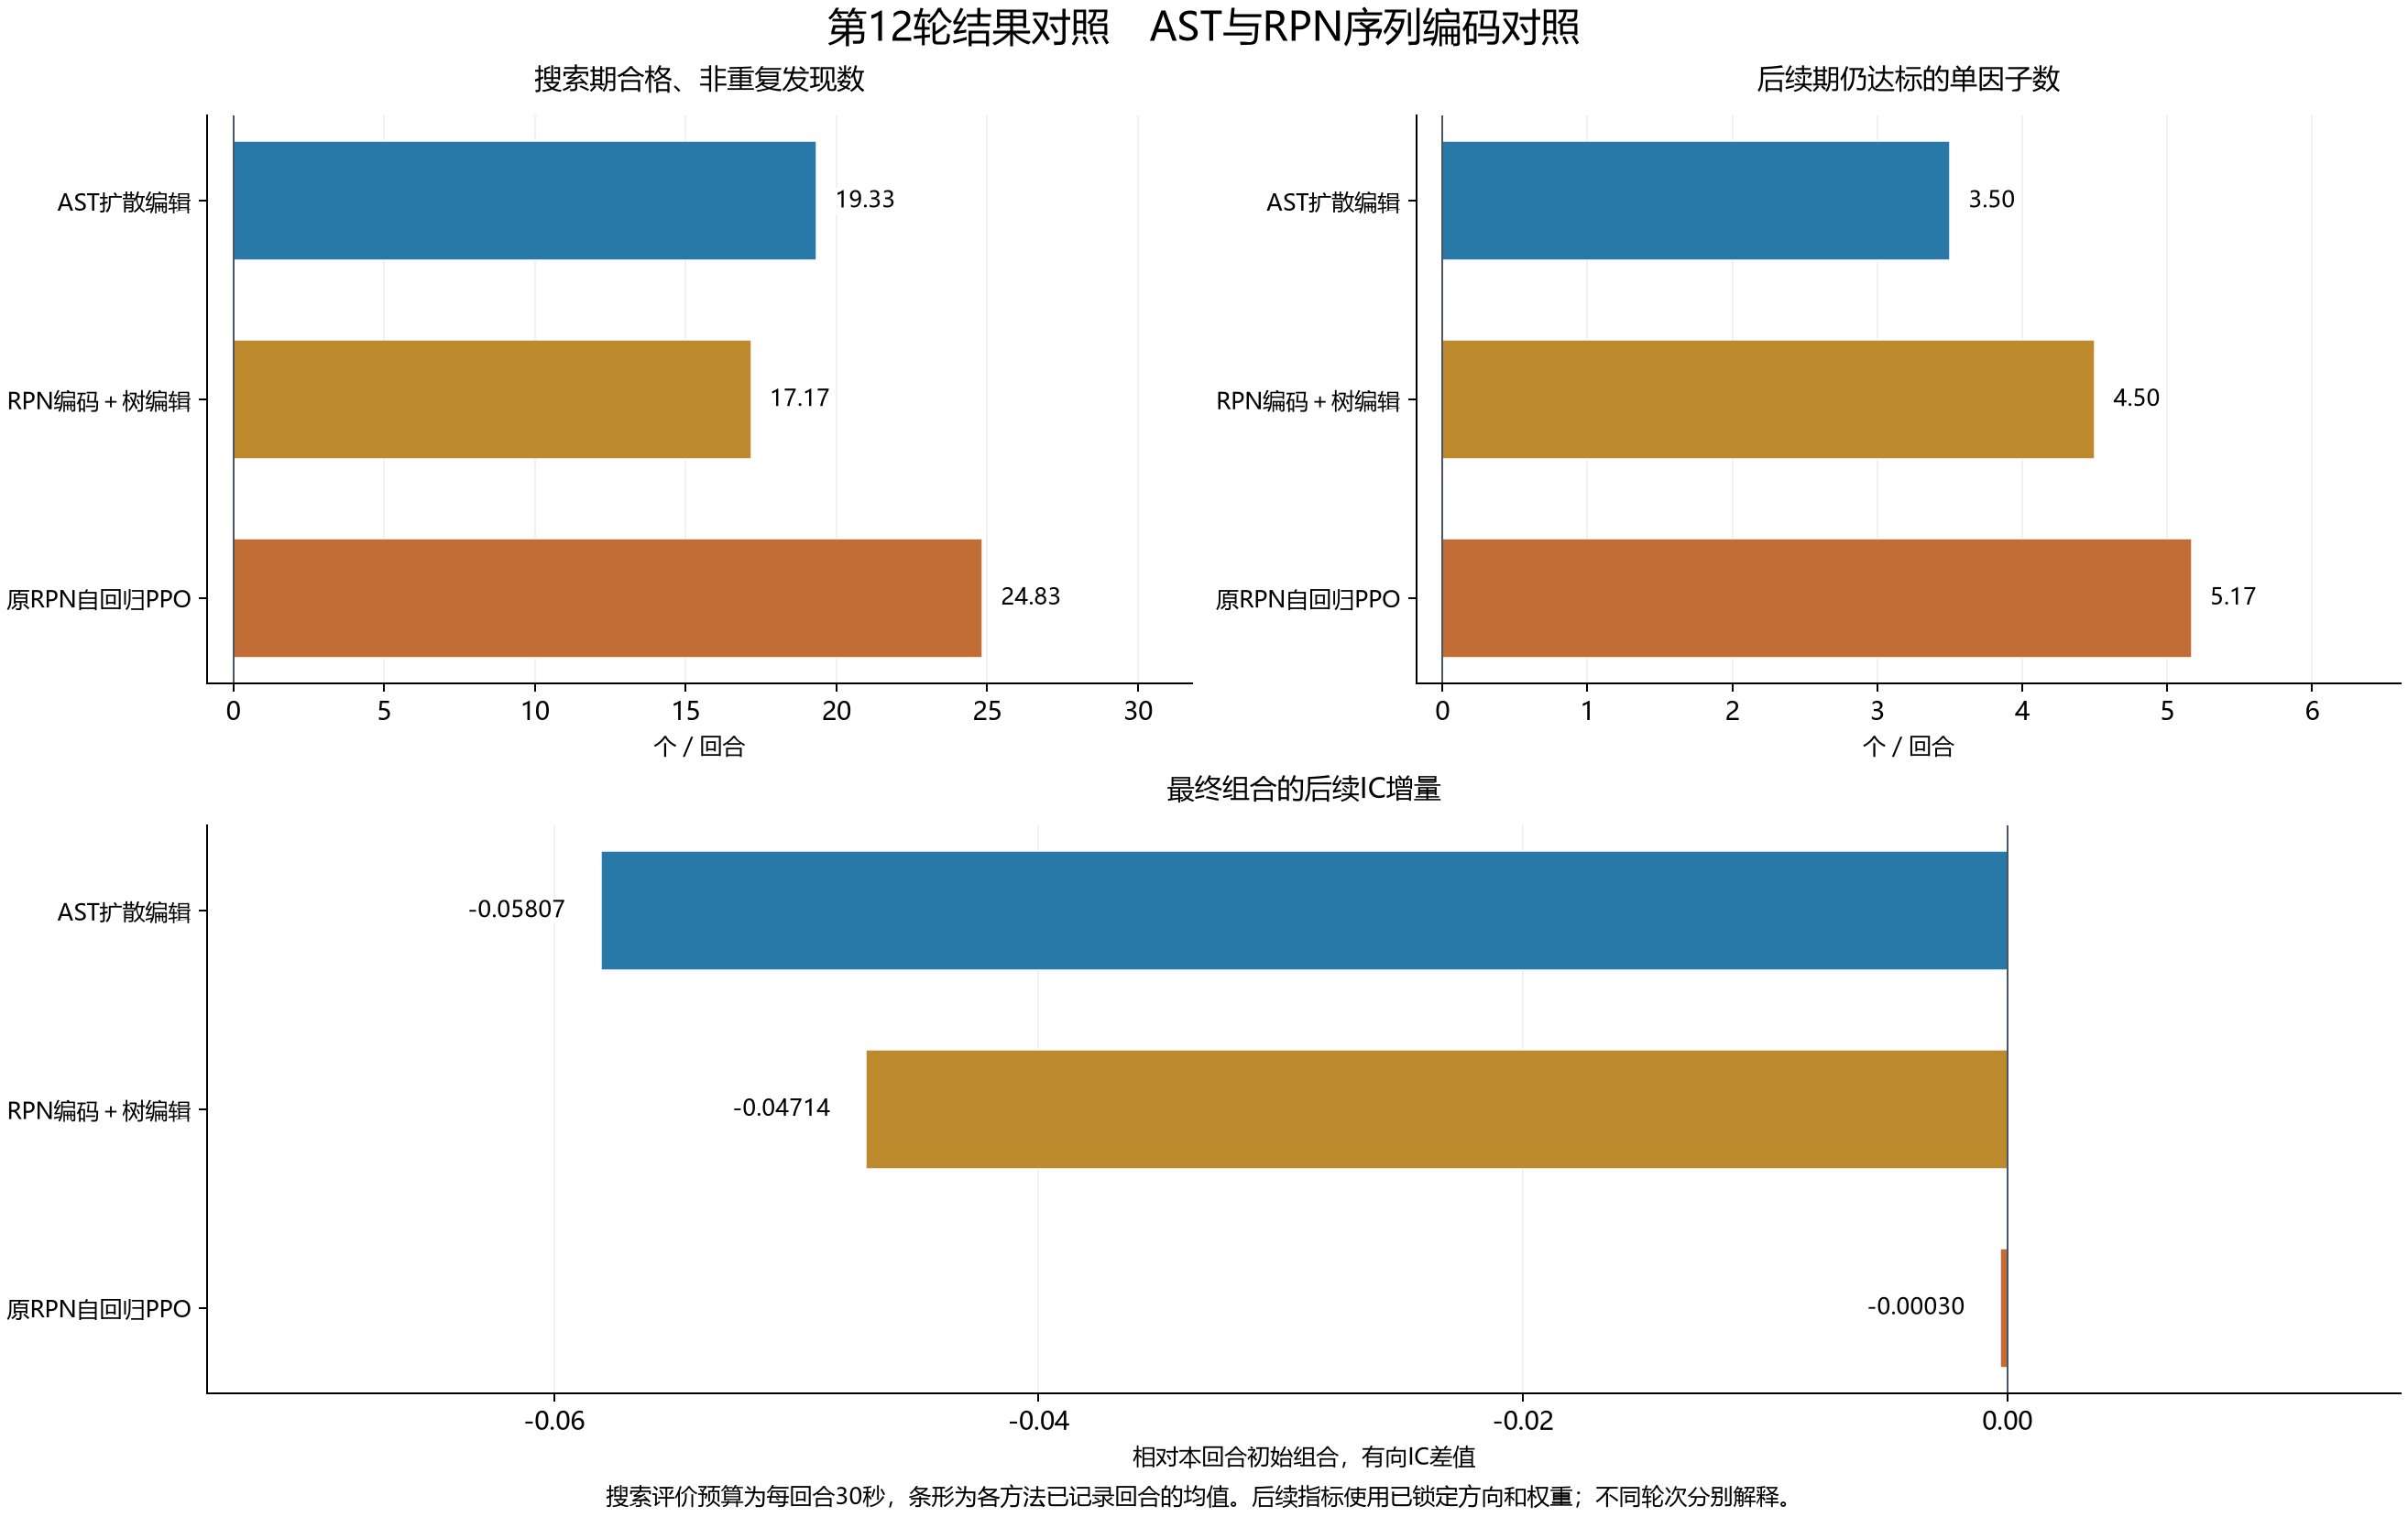 第12轮结果对照　AST与RPN序列编码对照
搜索期合格、非重复发现数
AST扩散编辑
19.33
RPN编码＋树编辑
17.17
原RPN自回归PPO
24.83
0 5 10 15 20 25 30
个 / 回合
后续期仍达标的单因子数
AST扩散编辑
3.50
RPN编码＋树编辑
4.50
原RPN自回归PPO
5.17
0 1 2 3 4 5 6
个 / 回合
最终组合的后续IC增量
AST扩散编辑
-0.05807
RPN编码＋树编辑
-0.04714
原RPN自回归PPO
-0.00030
-0.06 -0.04 -0.02 0.00
相对本回合初始组合，有向IC差值
搜索评价预算为每回合30秒，条形为各方法已记录回合的均值。后续指标使用已锁定方向和权重；不同轮次分别解释。